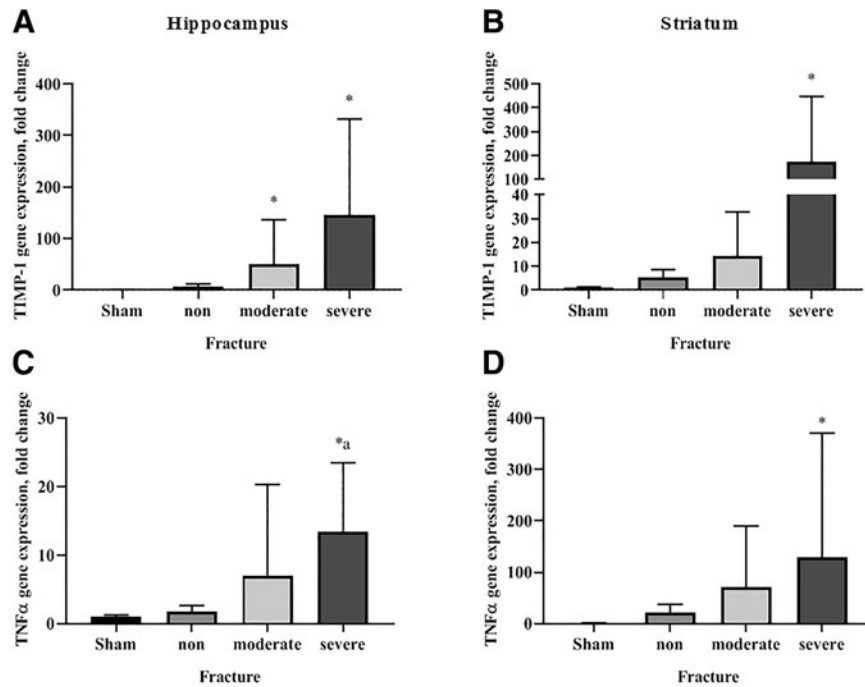 A
Hippocampus
TIMP-1 gene expression, fold change
400
300
200
100
0
*
*
Sham non moderate severe
Fracture
B
Striatum
TIMP-1 gene expression, fold change
500
400
300
200
100
40
30
20
10
0
*
Sham non moderate severe
Fracture
C
TNFα gene expression, fold change
30
20
10
0
*a
Sham non moderate severe
Fracture
D
TNFα gene expression, fold change
400
300
200
100
0
*
Sham non moderate severe
Fracture